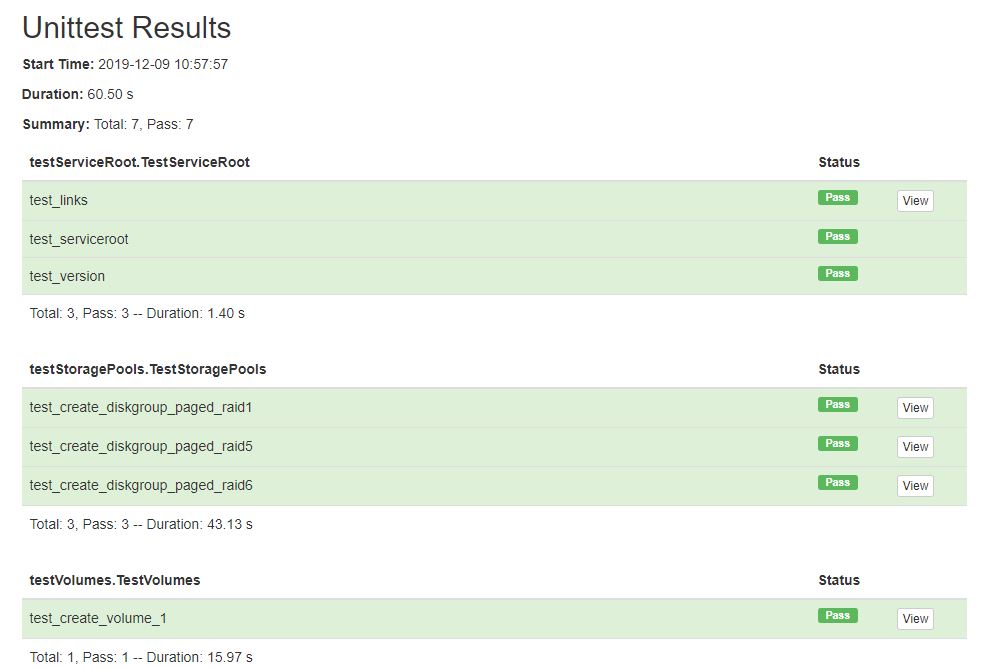 Unittest Results
Start Time: 2019-12-09 10:57:57
Duration: 60.50 s
Summary: Total: 7, Pass: 7
testServiceRoot.TestServiceRoot Status
test_links Pass View
test_serviceroot Pass
test_version Pass
Total: 3, Pass: 3 -- Duration: 1.40 s
testStoragePools.TestStoragePools Status
test_create_diskgroup_paged_raid1 Pass View
test_create_diskgroup_paged_raid5 Pass View
test_create_diskgroup_paged_raid6 Pass View
Total: 3, Pass: 3 -- Duration: 43.13 s
testVolumes.TestVolumes Status
test_create_volume_1 Pass View
Total: 1, Pass: 1 -- Duration: 15.97 s